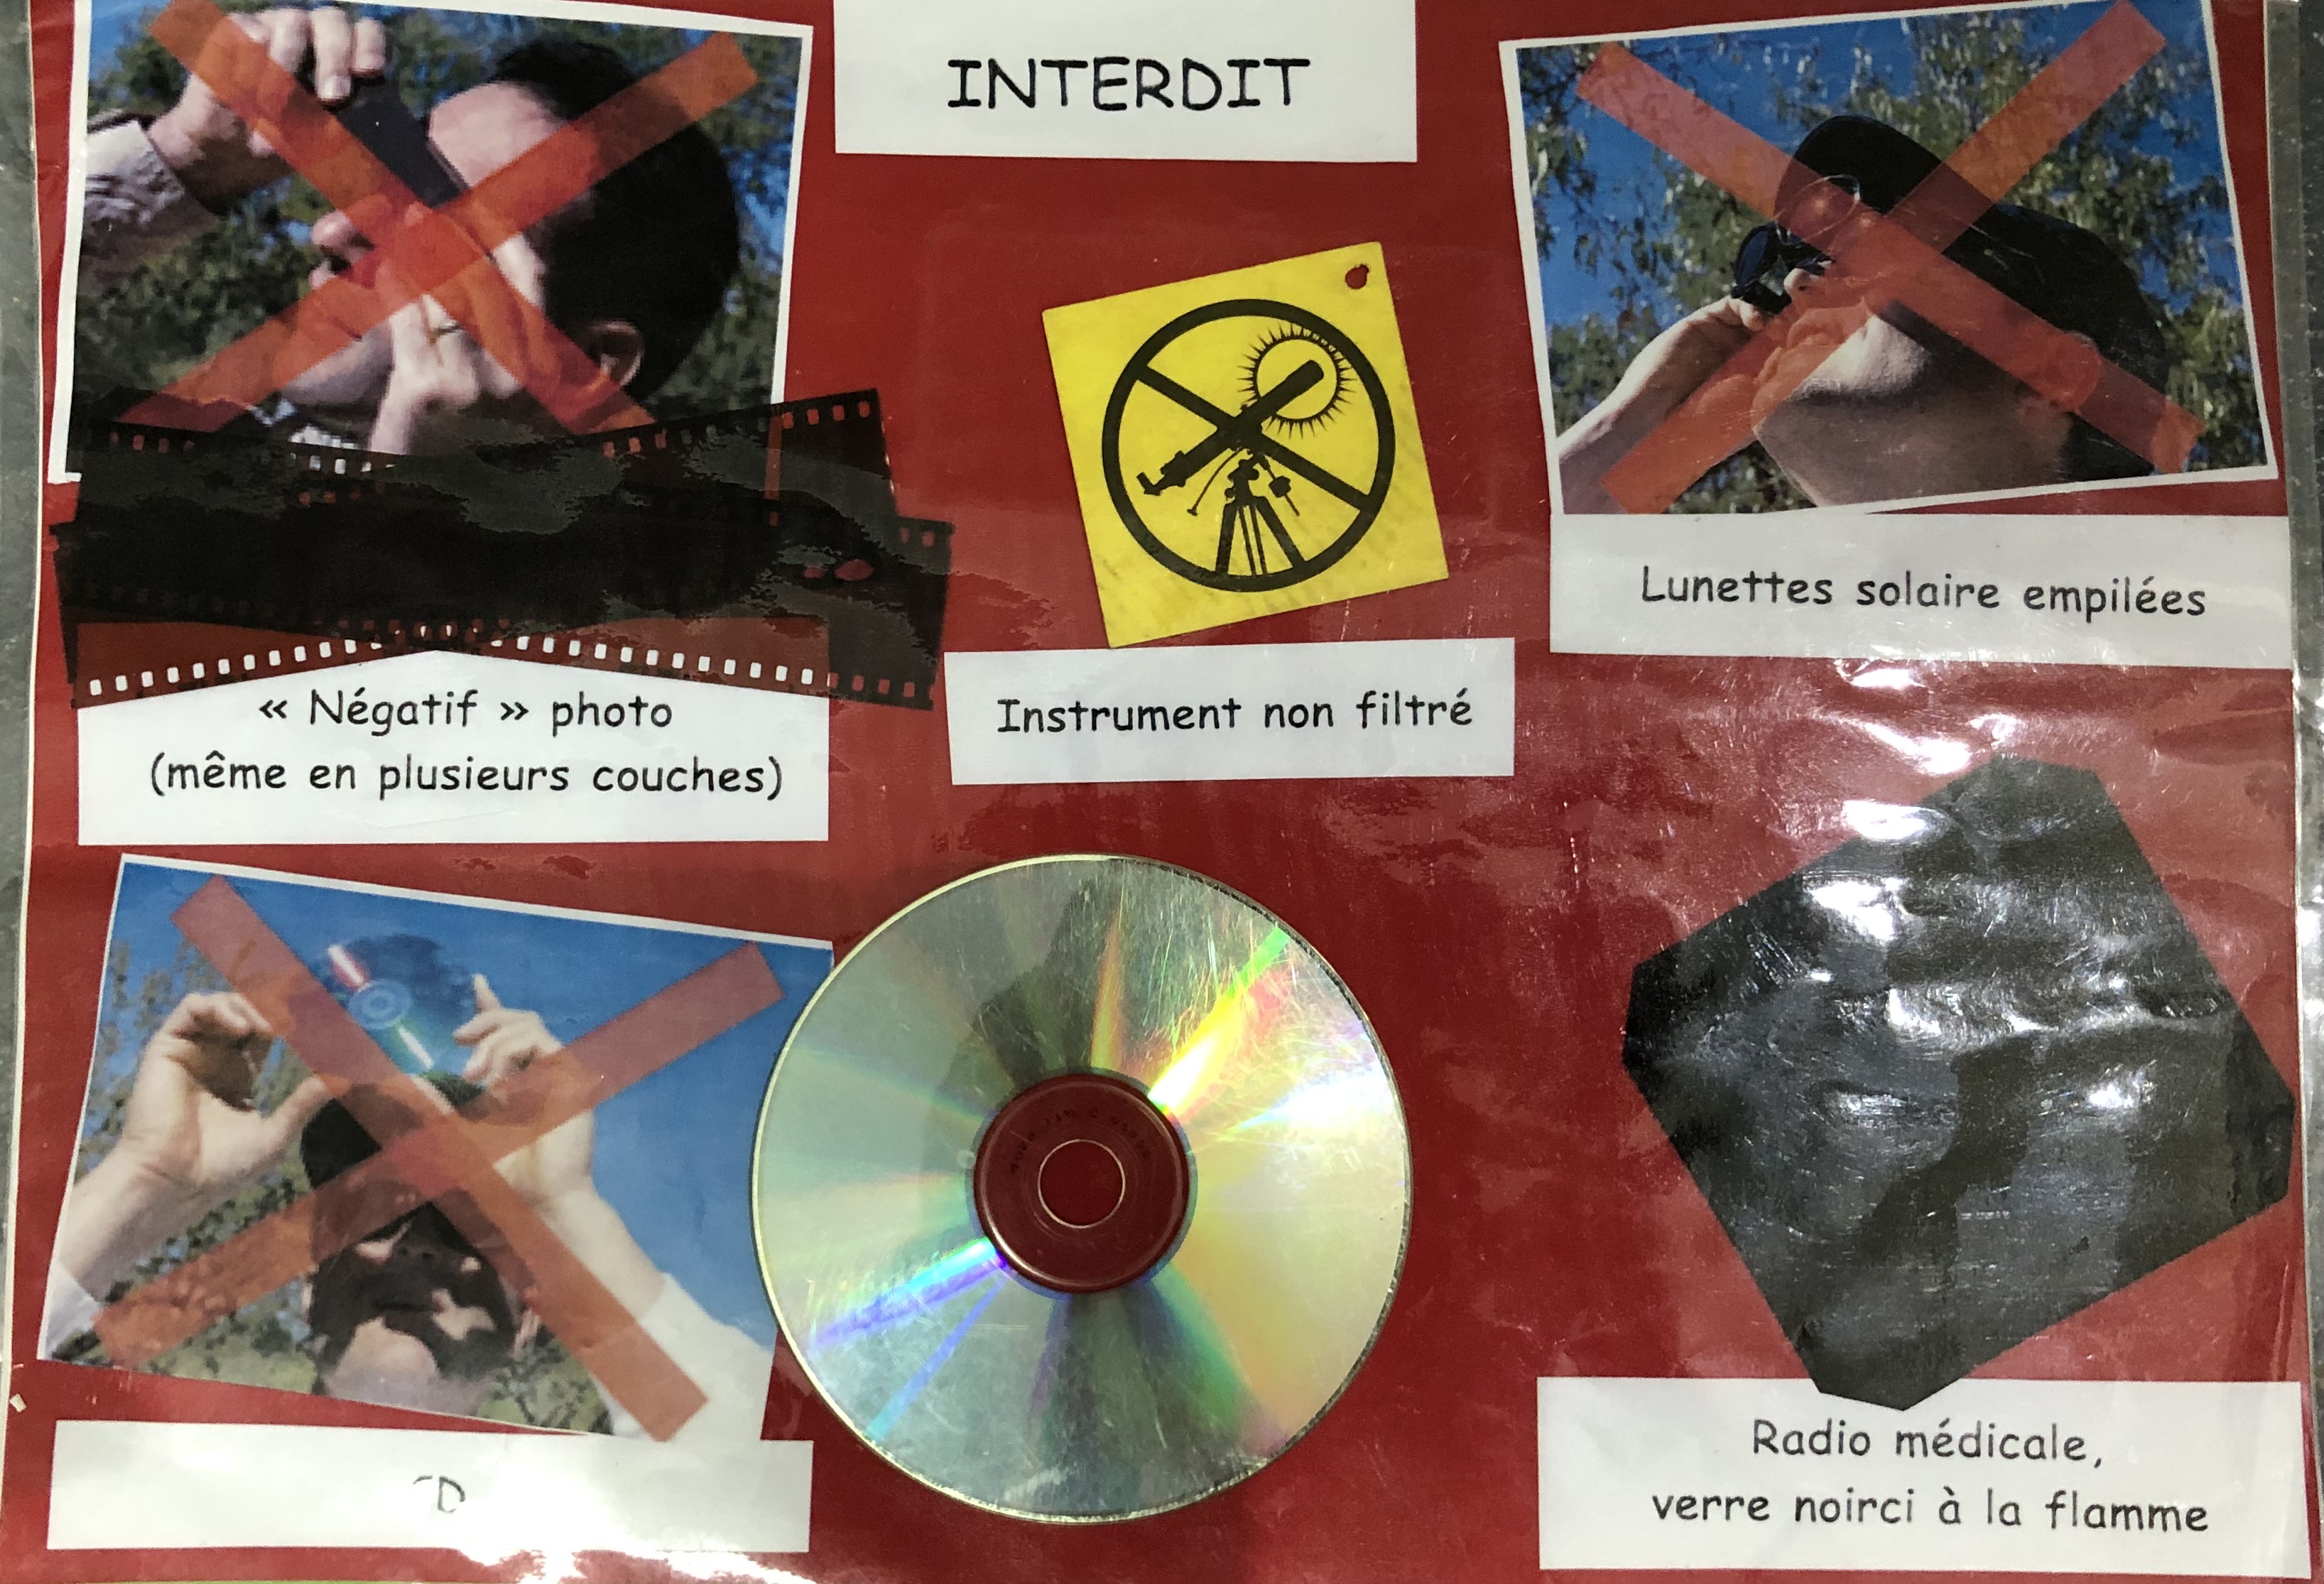 INTERDIT
Lunettes solaire empilées
« Négatif » photo
(même en plusieurs couches)
Instrument non filtré
Radio médicale,
verre noirci à la flamme